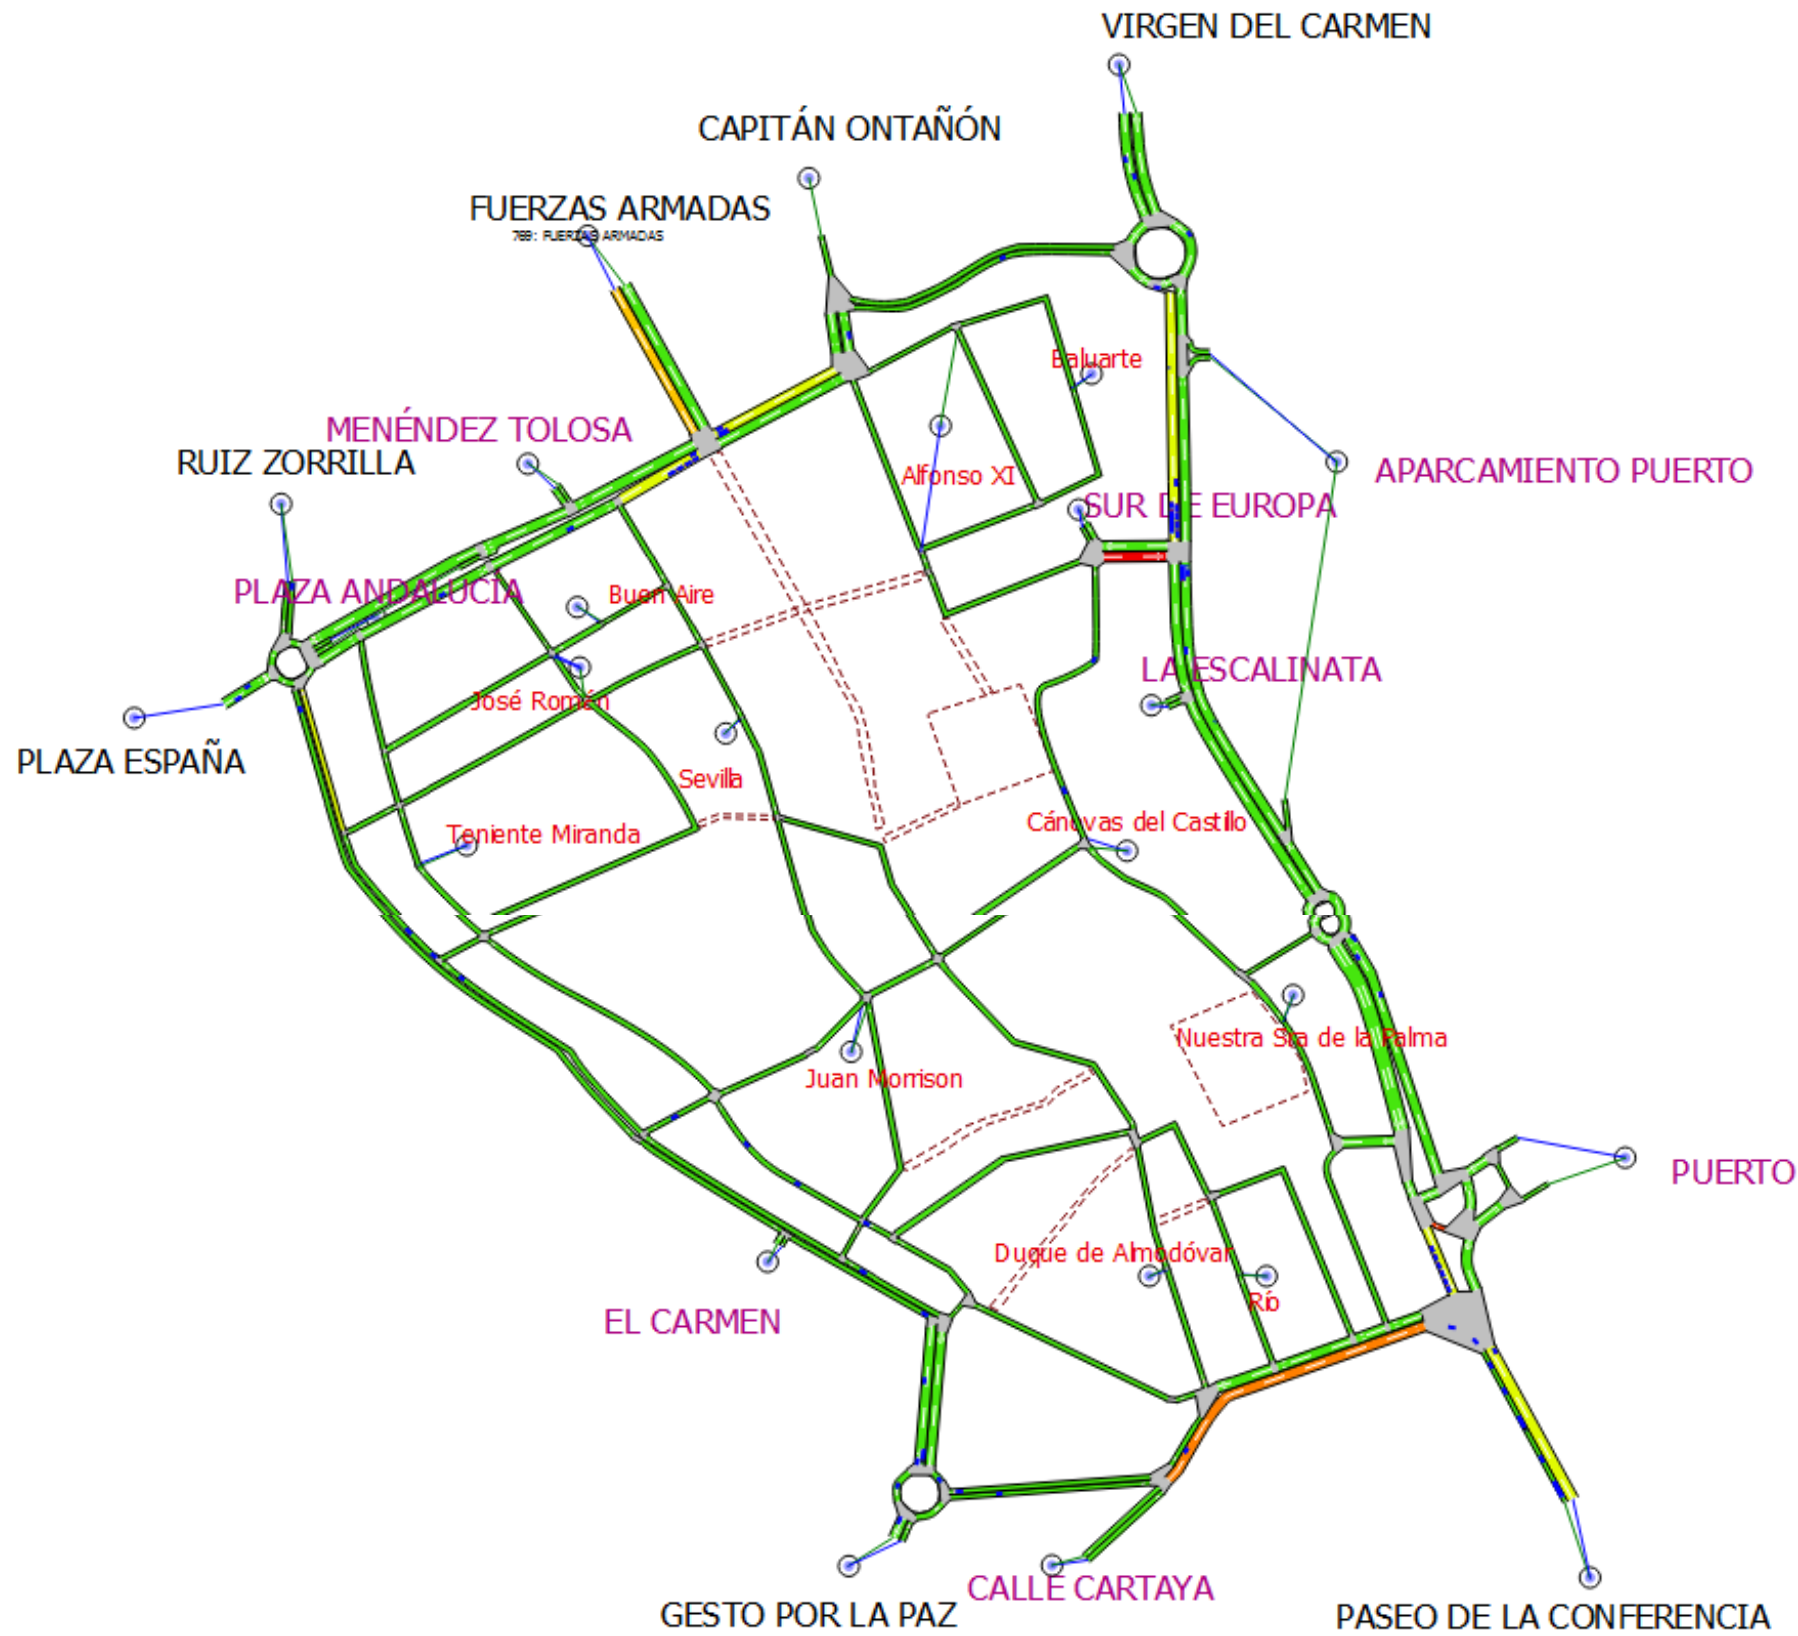 VIRGEN DEL CARMEN
CAPITÁN ONTAÑÓN
FUERZAS ARMADAS
769: FUERZAS ARMADAS
Baluarte
MENÉNDEZ TOLOSA
RUIZ ZORRILLA
APARCAMIENTO PUERTO
Alfonso XI
SUR DE EUROPA
PLAZA ANDALUCÍA
Buen Aire
LA ESCALINATA
José Román
PLAZA ESPAÑA
Sevilla
Cánovas del Castillo
Teniente Miranda
Nuestra Sra de la Palma
Juan Morrison
PUERTO
Duque de Almodóvar
Río
EL CARMEN
CALLE CARTAYA
GESTO POR LA PAZ
PASEO DE LA CONFERENCIA